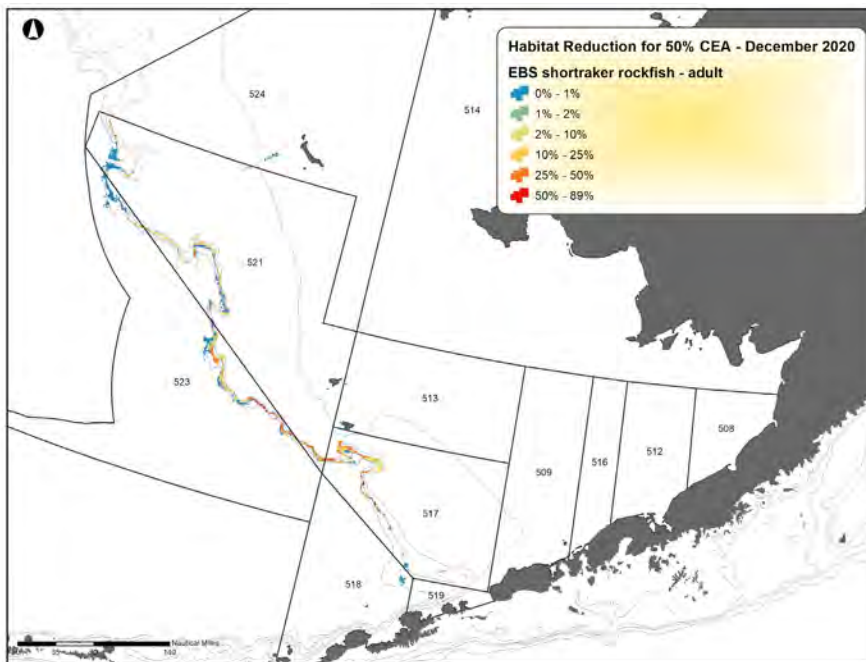 Habitat Reduction for 50% CEA - December 2020
EBS shortraker rockfish - adult
0% - 1%
1% - 2%
2% - 10%
10% - 25%
25% - 50%
50% - 89%
524
514
521
523
513
508
512
516
509
517
518
519
Nautical Miles